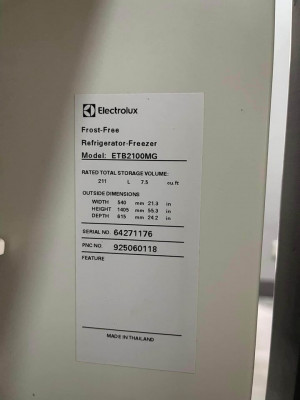 Electrolux
Frost-Free
Refrigerator-Freezer
Model: ETB2100MG
RATED TOTAL STORAGE VOLUME:
211 L 7.5 cu.ft
OUTSIDE DIMENSIONS
WIDTH 540 mm 21.3 in
HEIGHT 1405 mm 55.3 in
DEPTH 615 mm 24.2 in
SERIAL NO. 64271176
PNC NO. 925060118
FEATURE
MADE IN THAILAND